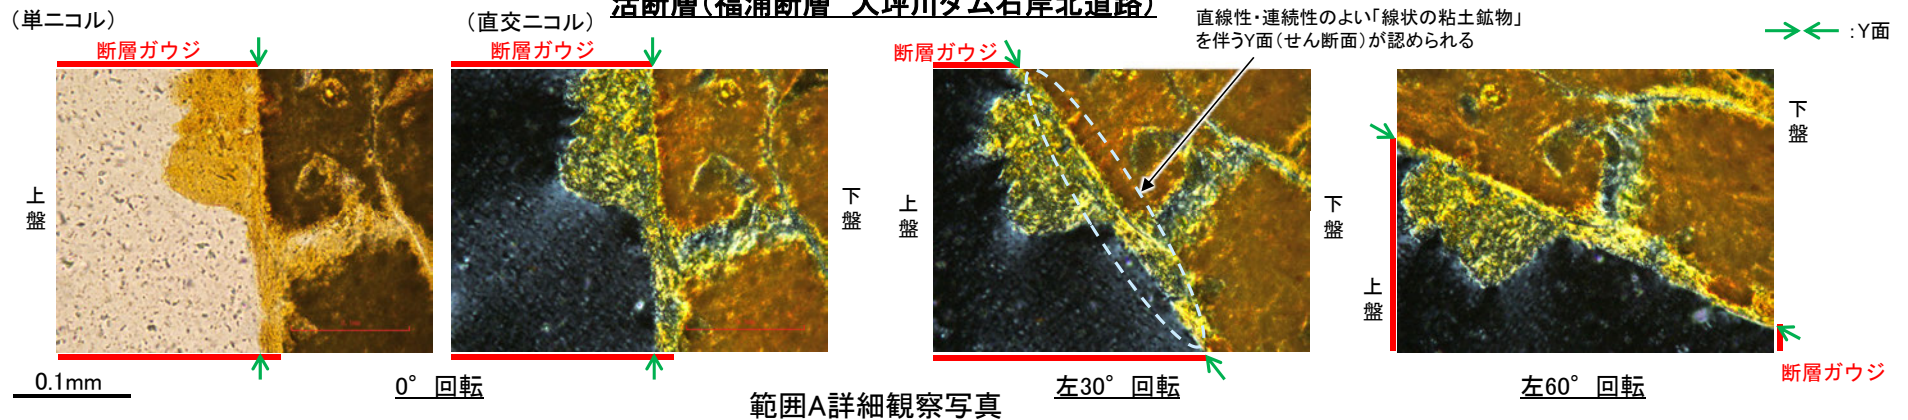 活断層(福浦断層 大坪川ダム右岸北道路)
(単ニコル)
(直交ニコル)
直線性・連続性のよい「線状の粘土鉱物」
を伴うY面(せん断面)が認められる
:Y面
断層ガウジ
断層ガウジ
断層ガウジ
上盤
下盤
上盤
下盤
上盤
下盤
断層ガウジ
0.1mm
0°回転
左30°回転
左60°回転
範囲A詳細観察写真